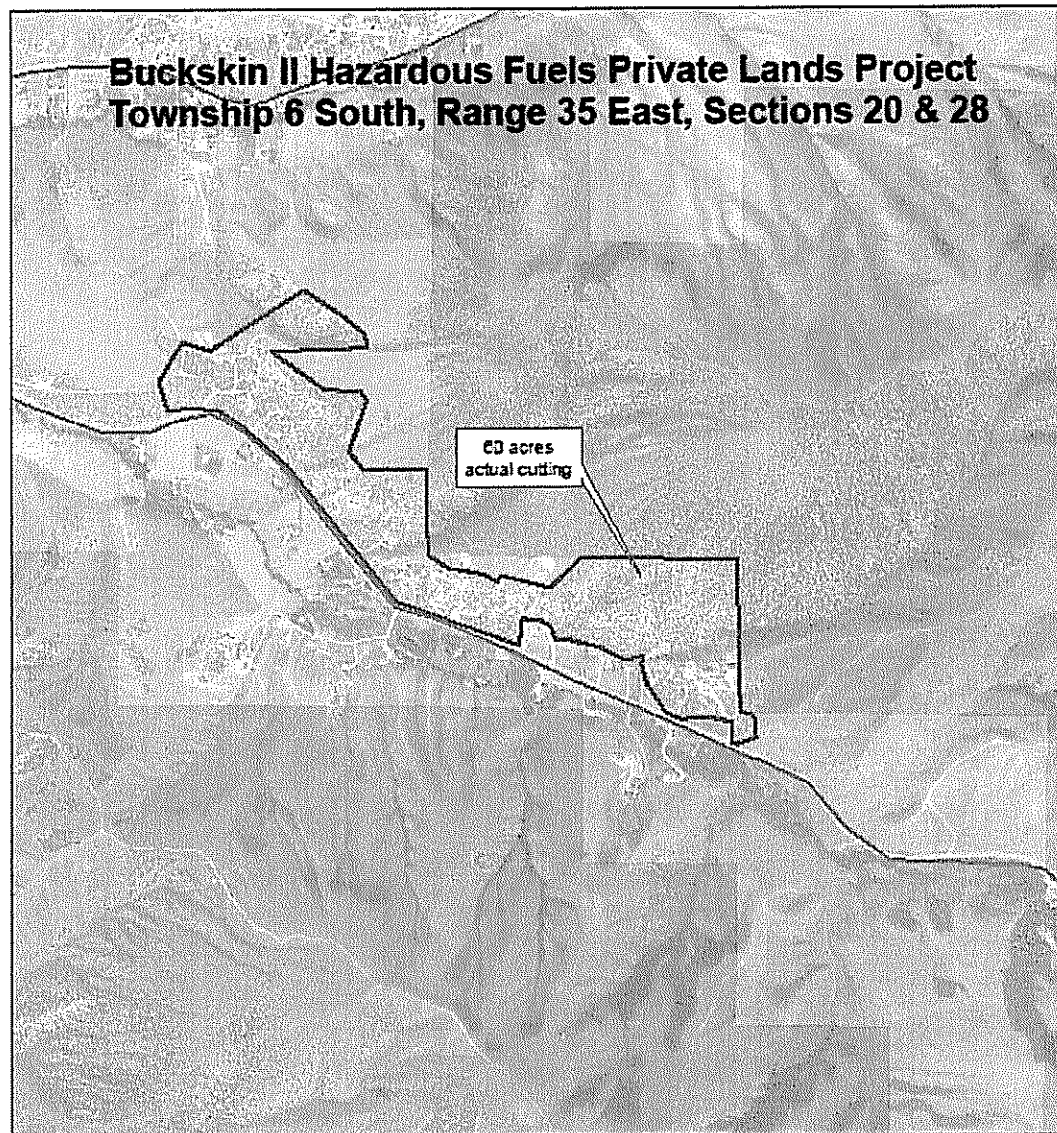 Buckskin II Hazardous Fuels Private Lands Project
Township 6 South, Range 35 East, Sections 20 & 28
60 acres
actual cutting